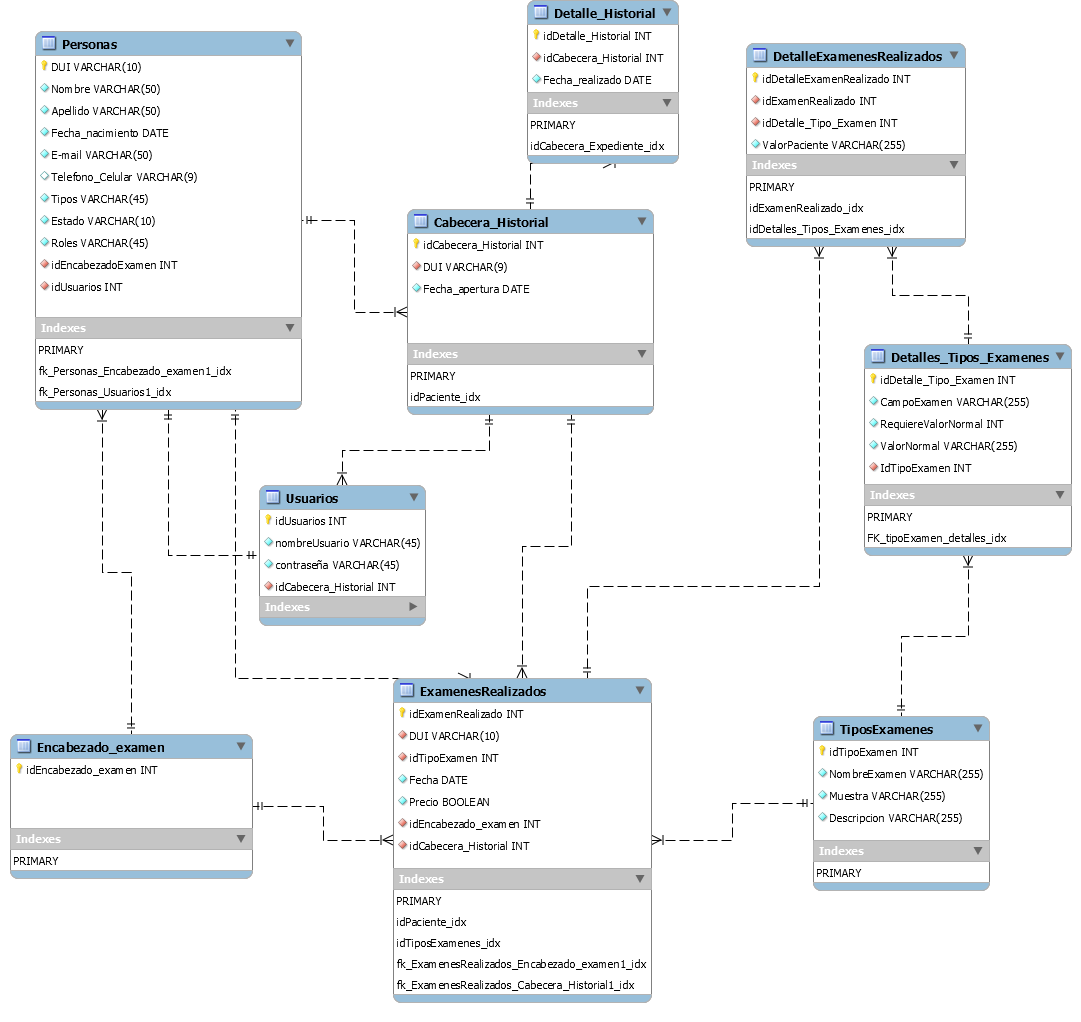 Personas
DUI VARCHAR(10)
Nombre VARCHAR(50)
Apellido VARCHAR(50)
Fecha_nacimiento DATE
E-mail VARCHAR(50)
Telefono_Celular VARCHAR(9)
Tipos VARCHAR(45)
Estado VARCHAR(10)
Roles VARCHAR(45)
idEncabezadoExamen INT
idUsuarios INT
Indexes
PRIMARY
fk_Personas_Encabezado_examen1_idx
fk_Personas_Usuarios1_idx
Detalle_Historial
idDetalle_Historial INT
idCabecera_Historial INT
Fecha_realizado DATE
Indexes
PRIMARY
idCabecera_Expediente_idx
DetalleExamenesRealizados
idDetalleExamenRealizado INT
idExamenRealizado INT
idDetalle_Tipo_Examen INT
ValorPaciente VARCHAR(255)
Indexes
PRIMARY
idExamenRealizado_idx
idDetalles_Tipos_Examenes_idx
Cabecera_Historial
idCabecera_Historial INT
DUI VARCHAR(9)
Fecha_apertura DATE
Indexes
PRIMARY
idPaciente_idx
Detalles_Tipos_Examenes
idDetalle_Tipo_Examen INT
CampoExamen VARCHAR(255)
RequiereValorNormal INT
ValorNormal VARCHAR(255)
IdTipoExamen INT
Indexes
PRIMARY
FK_tipoExamen_detalles_idx
Usuarios
idUsuarios INT
nombreUsuario VARCHAR(45)
contraseña VARCHAR(45)
idCabecera_Historial INT
Indexes
Encabezado_examen
idEncabezado_examen INT
Indexes
PRIMARY
ExamenesRealizados
idExamenRealizado INT
DUI VARCHAR(10)
idTipoExamen INT
Fecha DATE
Precio BOOLEAN
idEncabezado_examen INT
idCabecera_Historial INT
Indexes
PRIMARY
idPaciente_idx
idTiposExamenes_idx
fk_ExamenesRealizados_Encabezado_examen1_idx
fk_ExamenesRealizados_Cabecera_Historial1_idx
TiposExamenes
idTipoExamen INT
NombreExamen VARCHAR(255)
Muestra VARCHAR(255)
Descripcion VARCHAR(255)
Indexes
PRIMARY